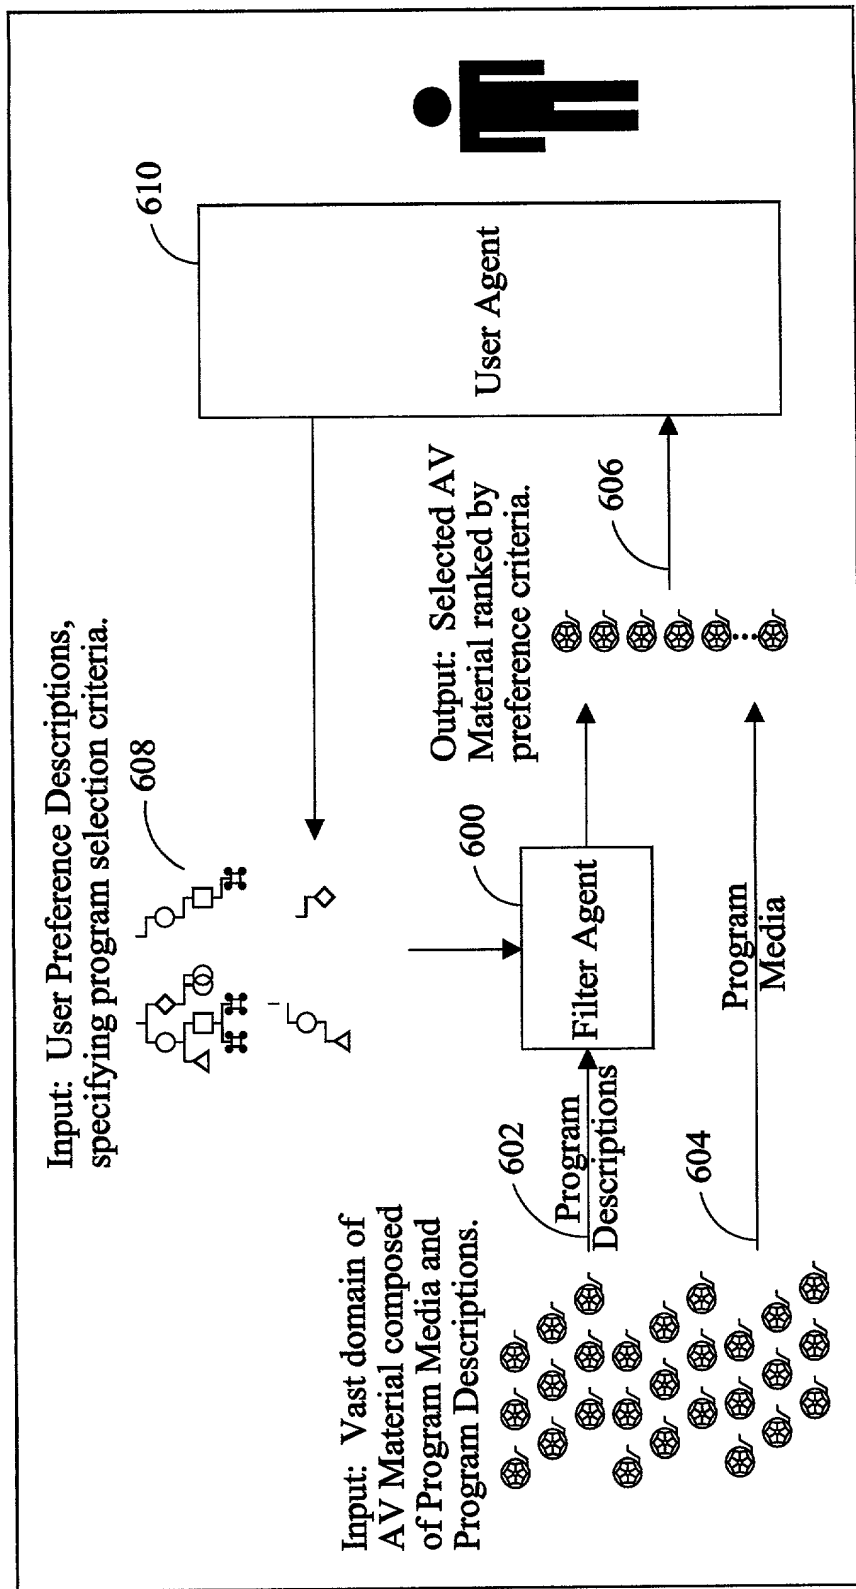 Input:  User Preference Descriptions,
specifying program selection criteria.
608
610
User Agent
Input:  Vast domain of
AV Material composed
of Program Media and
Program Descriptions.
602
Program
Descriptions
600
Filter Agent
Output:  Selected AV
Material ranked by
preference criteria.
606
604
Program
Media